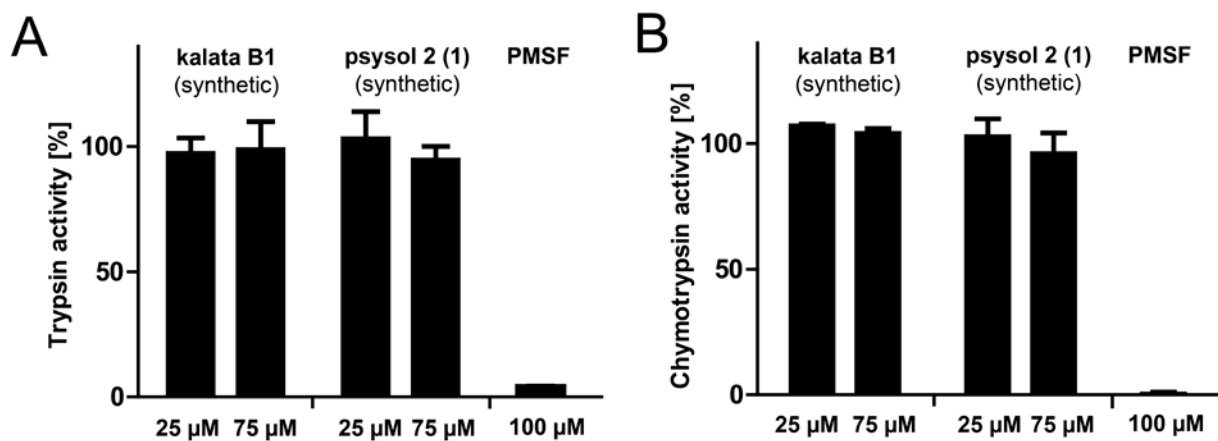 A
kalata B1 psysol 2 (1) PMSF
(synthetic) (synthetic)
Trypsin activity [%]
100
50
0
25 µM 75 µM 25 µM 75 µM 100 µM
B
kalata B1 psysol 2 (1) PMSF
(synthetic) (synthetic)
Chymotrypsin activity [%]
100
50
0
25 µM 75 µM 25 µM 75 µM 100 µM